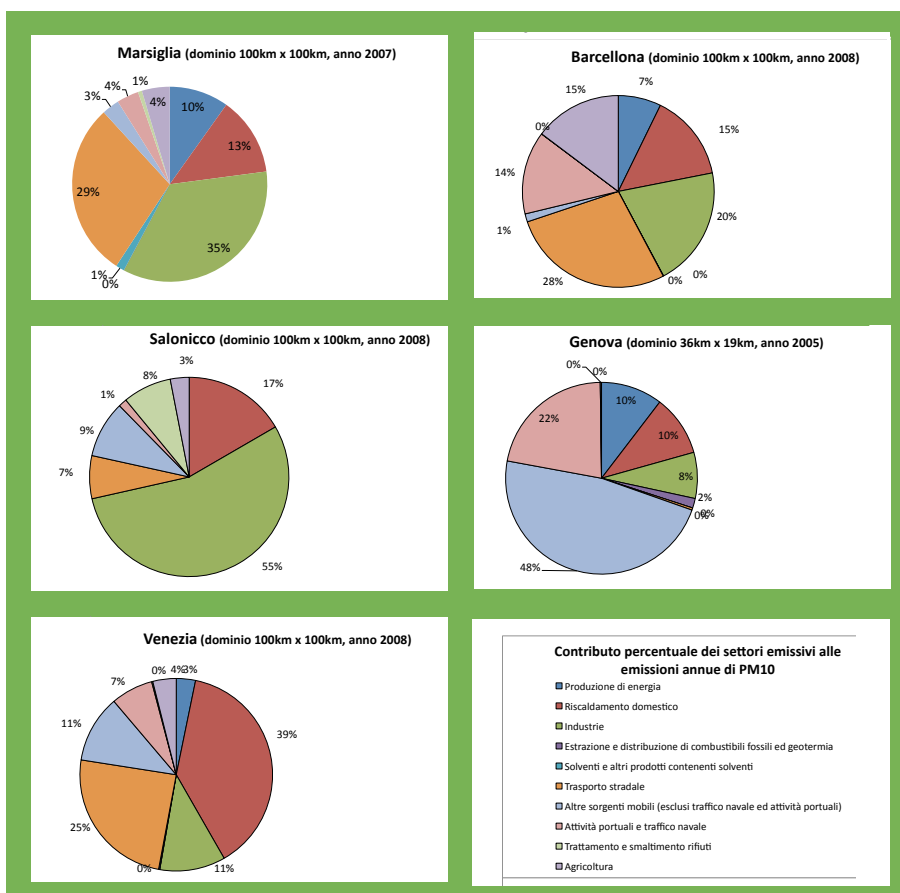 Marsiglia (dominio 100km x 100km, anno 2007)
1%
4%
3%
4%
10%
13%
29%
35%
1%
0%
Barcellona (dominio 100km x 100km, anno 2008)
15%
7%
0%
15%
14%
20%
1%
0%
0%
28%
Salonicco (dominio 100km x 100km, anno 2008)
3%
8%
17%
1%
9%
7%
55%
Genova (dominio 36km x 19km, anno 2005)
0%
0%
10%
22%
10%
8%
2%
0%
0%
48%
Venezia (dominio 100km x 100km, anno 2008)
0%
4%
3%
7%
11%
39%
25%
0%
11%
Contributo percentuale dei settori emissivi alle
emissioni annue di PM10
Produzione di energia
Riscaldamento domestico
Industrie
Estrazione e distribuzione di combustibili fossili ed geotermia
Solventi e altri prodotti contenenti solventi
Trasporto stradale
Altre sorgenti mobili (esclusi traffico navale ed attività portuali)
Attività portuali e traffico navale
Trattamento e smaltimento rifiuti
Agricoltura